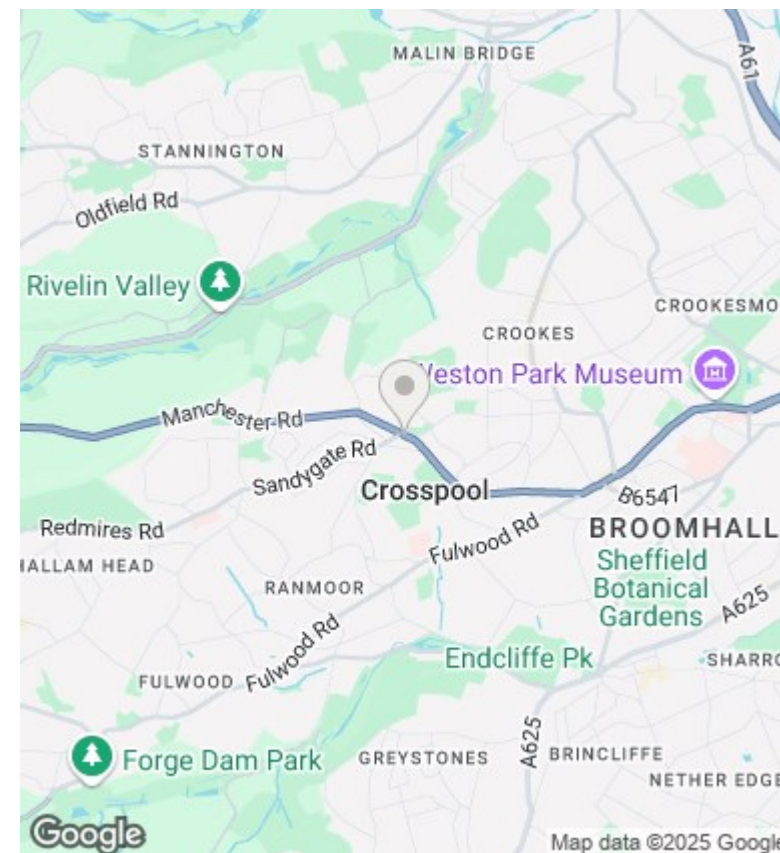 MALIN BRIDGE
A61
STANNINGTON
Oldfield Rd
Rivelin Valley
CROOKESMO
CROOKES
Weston Park Museum
Manchester Rd
Sandygate Rd
Crosspool
B6547
Redmires Rd
Fulwood Rd
BROOMHALL
HALLAM HEAD
Sheffield
Botanical
Gardens
RANMOOR
A625
Fulwood Rd
Endcliffe Pk
SHARRO
FULWOOD
A625
Forge Dam Park
GREYSTONES
BRINCLIFFE
NETHER EDGE
Google
Map data ©2025 Google